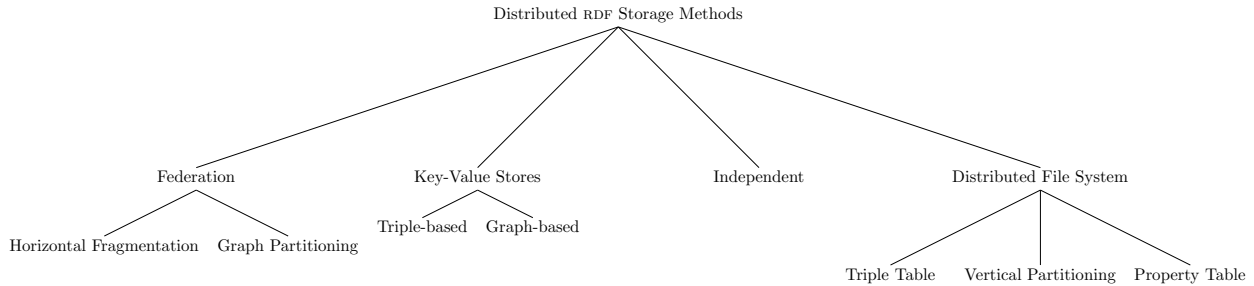 Distributed RDF Storage Methods
Federation
Key-Value Stores
Independent
Distributed File System
Horizontal Fragmentation
Graph Partitioning
Triple-based
Graph-based
Triple Table
Vertical Partitioning
Property Table